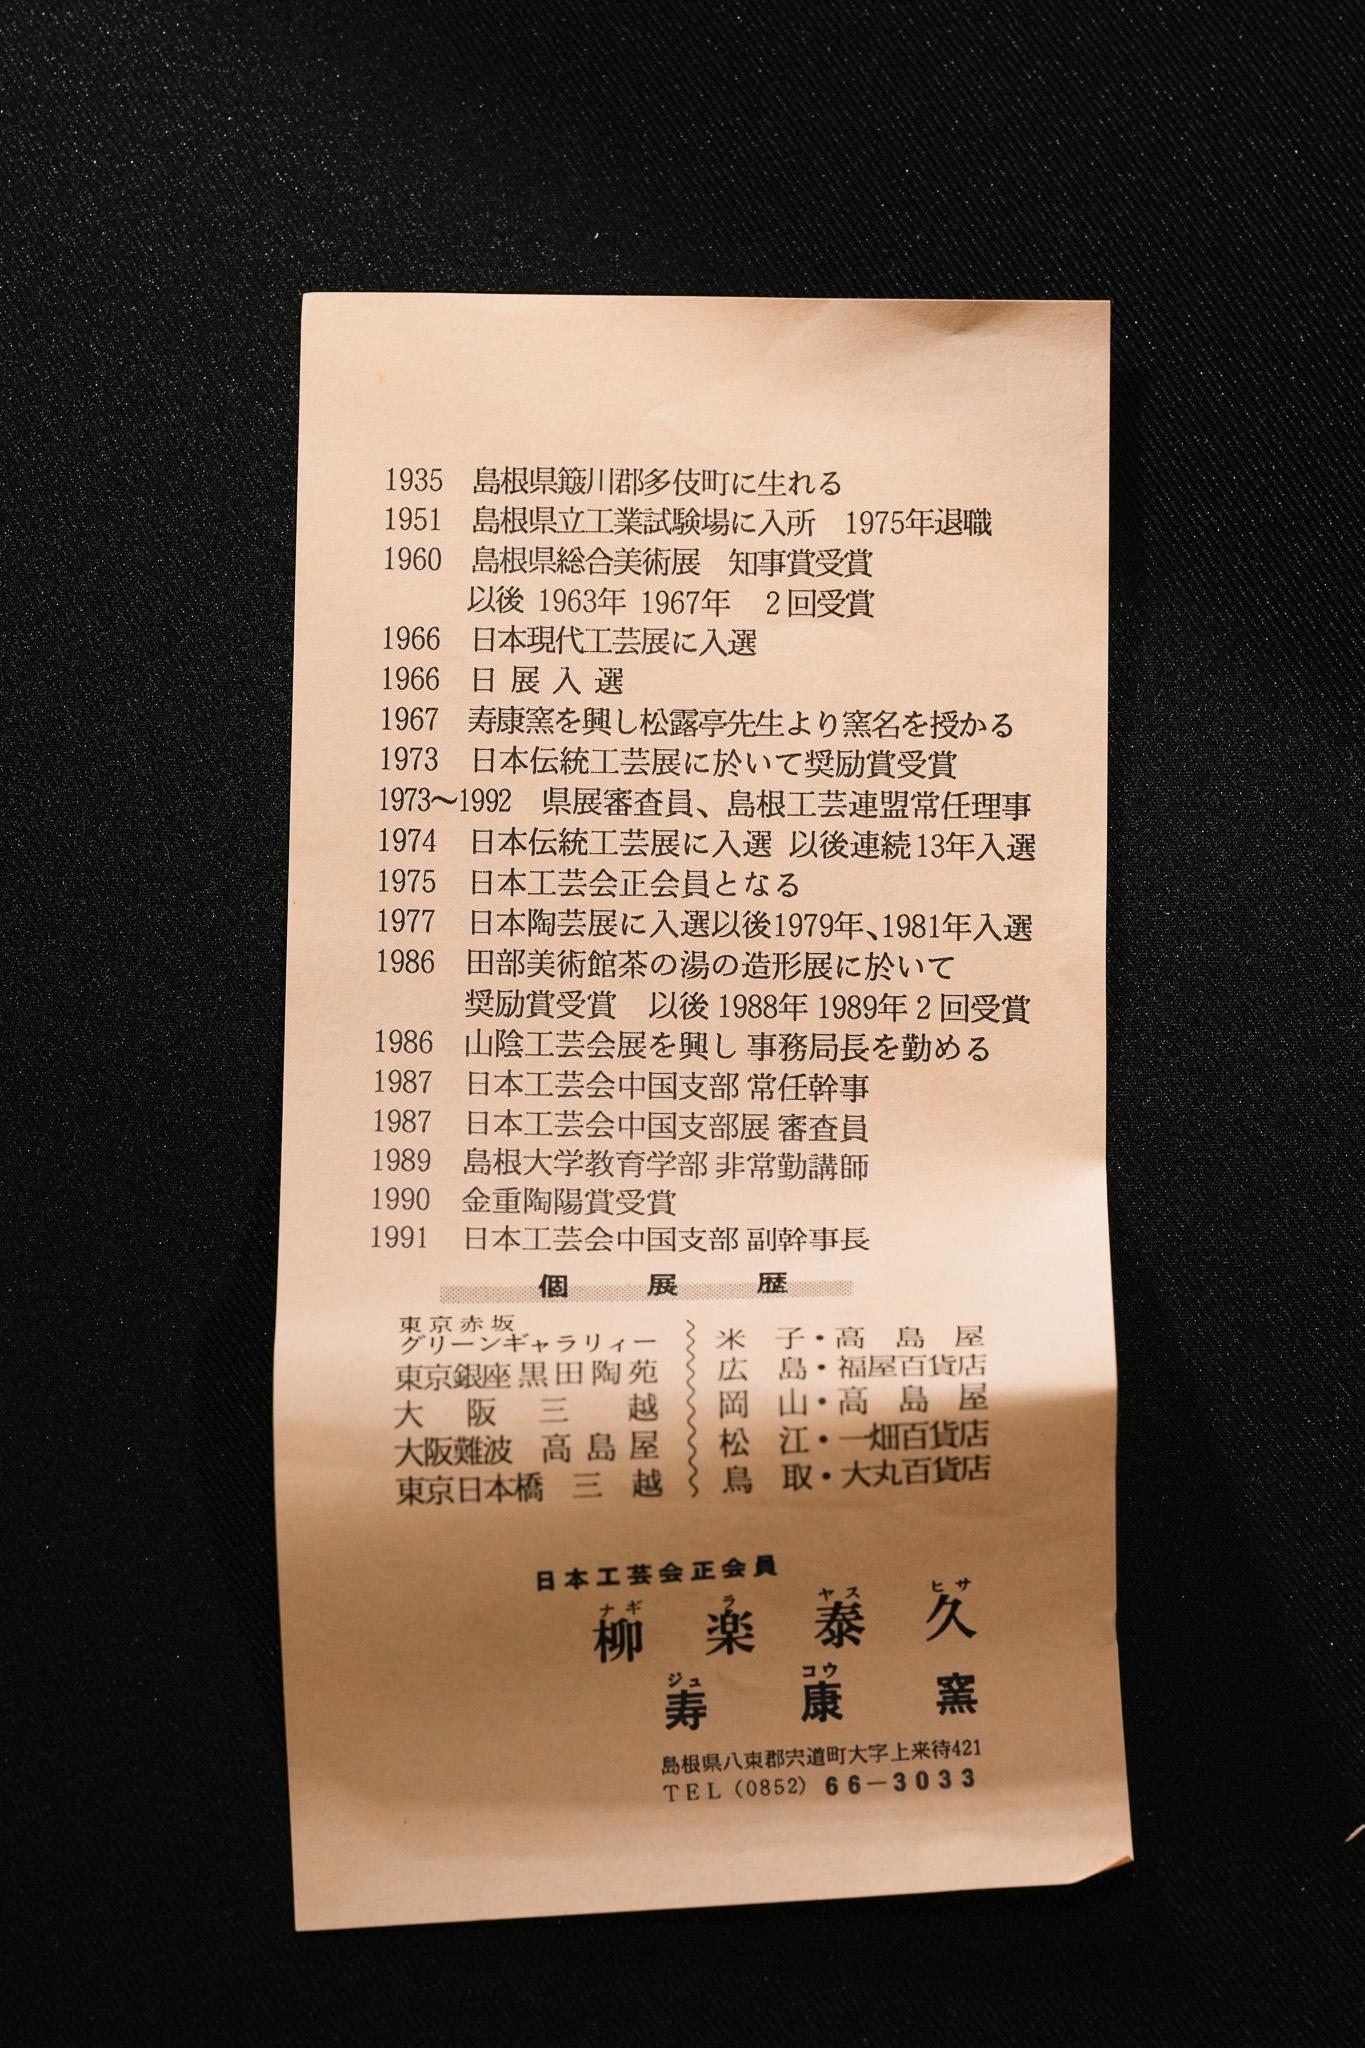 1935 島根県簸川郡多伎町に生れる
1951 島根県立工業試験場に入所 1975年退職
1960 島根県総合美術展 知事賞受賞
以後 1963年 1967年 2回受賞
1966 日本現代工芸展に入選
1966 日展入選
1967 寿康窯を興し松露亭先生より窯名を授かる
1973 日本伝統工芸展に於いて奨励賞受賞
1973〜1992 県展審査員、島根工芸連盟常任理事
1974 日本伝統工芸展に入選 以後連続13年入選
1975 日本工芸会正会員となる
1977 日本陶芸展に入選以後1979年、1981年入選
1986 田部美術館茶の湯の造形展に於いて
奨励賞受賞 以後 1988年 1989年 2回受賞
1986 山陰工芸会展を興し 事務局長を勤める
1987 日本工芸会中国支部 常任幹事
1987 日本工芸会中国支部展 審査員
1989 島根大学教育学部 非常勤講師
1990 金重陶陽賞受賞
1991 日本工芸会中国支部 副幹事長
個展歴
東京赤坂
グリーンギャラリィー
東京銀座 黒田陶苑
大阪三越
大阪難波 高島屋
東京日本橋 三越
米子・高島屋
広島・福屋百貨店
岡山・高島屋
松江・一畑百貨店
鳥取・大丸百貨店
日本工芸会正会員
ナギ ラ ヤス ヒサ
柳楽泰久
ジュ コウ
寿康窯
島根県八束郡宍道町大字上来待421
TEL (0852) 66-3033